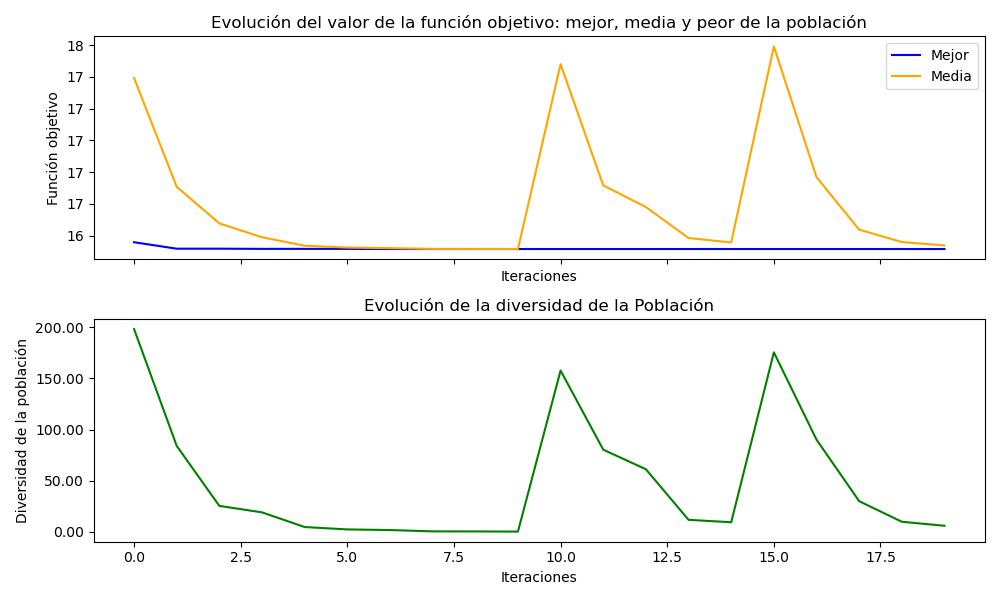 Evolución del valor de la función objetivo: mejor, media y peor de la población
18
17
17
17
17
17
16
Función objetivo
Mejor
Media
Iteraciones
Evolución de la diversidad de la Población
200.00
150.00
100.00
50.00
0.00
Diversidad de la población
0.0 2.5 5.0 7.5 10.0 12.5 15.0 17.5
Iteraciones